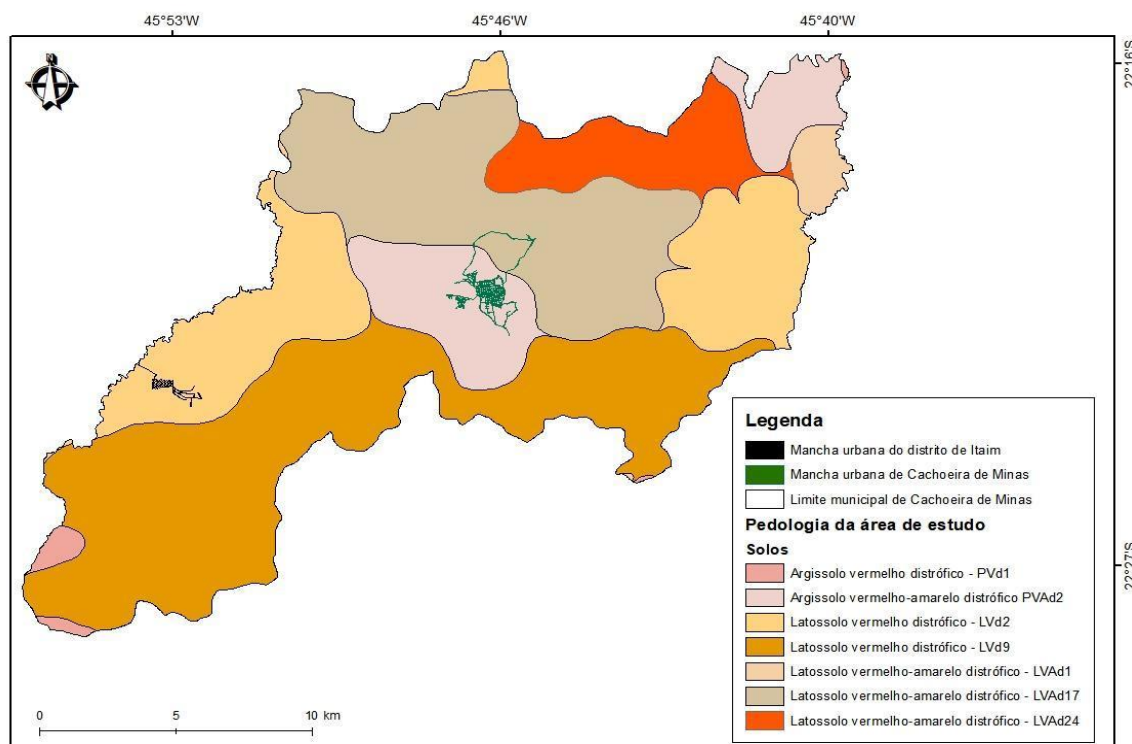 45°53'W
45°46'W
45°40'W
22°16'S
22°27'S
Legenda
Mancha urbana do distrito de Itaim
Mancha urbana de Cachoeira de Minas
Limite municipal de Cachoeira de Minas
Pedologia da área de estudo
Solos
Argissolo vermelho distrófico - PVd1
Argissolo vermelho-amarelo distrófico PVAd2
Latossolo vermelho distrófico - LVd2
Latossolo vermelho distrófico - LVd9
Latossolo vermelho-amarelo distrófico - LVAd1
Latossolo vermelho-amarelo distrófico - LVAd17
Latossolo vermelho-amarelo distrófico - LVAd24
0 5 10 km